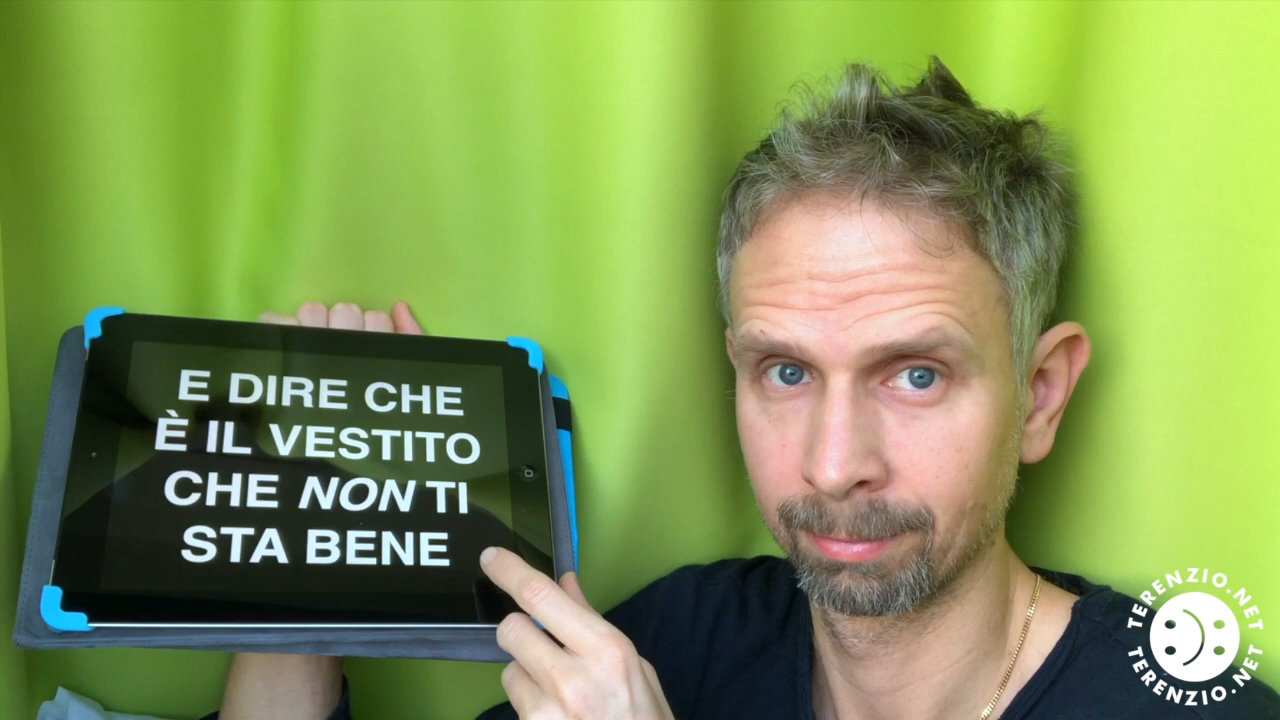 E DIRE CHE
È IL VESTITO
CHE NON TI
STA BENE
TERENZIO.NET
TERENZIO.NET